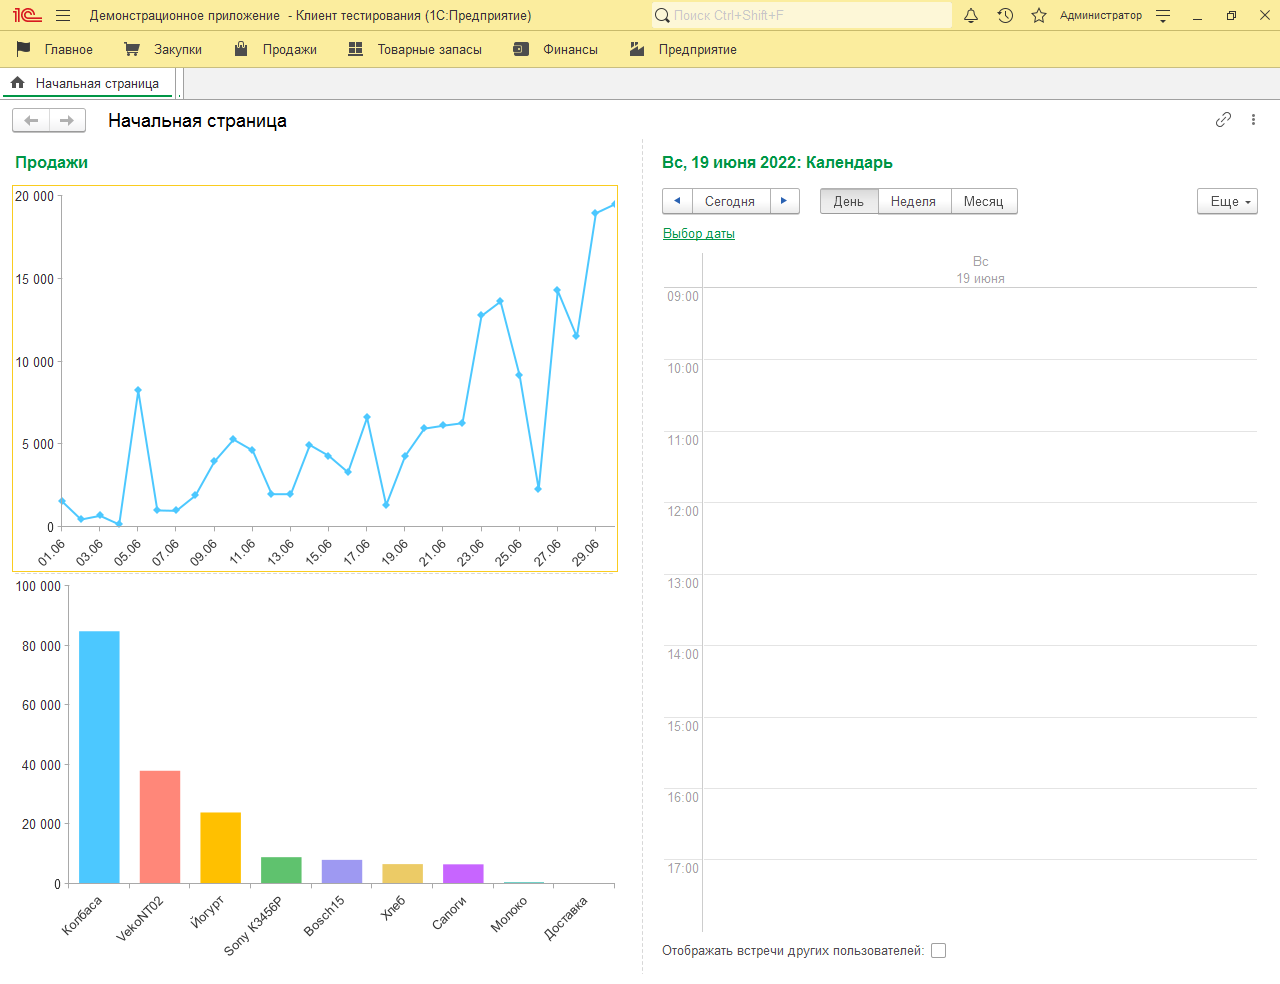 1С Демонстрационное приложение - Клиент тестирования (1С:Предприятие) Поиск Ctrl+Shift+F Администратор
Главное Закупки Продажи Товарные запасы Финансы Предприятие
Начальная страница
Начальная страница
Продажи
20 000
15 000
10 000
5 000
0
01.06 03.06 05.06 07.06 09.06 11.06 13.06 15.06 17.06 19.06 21.06 23.06 25.06 27.06 29.06
100 000
80 000
60 000
40 000
20 000
0
Колбаса VekoNT02 Йогурт Sony K3456P Bosch15 Хлеб Сапоги Молоко Доставка
Вс, 19 июня 2022: Календарь
Сегодня День Неделя Месяц Еще
Выбор даты
Вс
19 июня
09:00
10:00
11:00
12:00
13:00
14:00
15:00
16:00
17:00
Отображать встречи других пользователей: